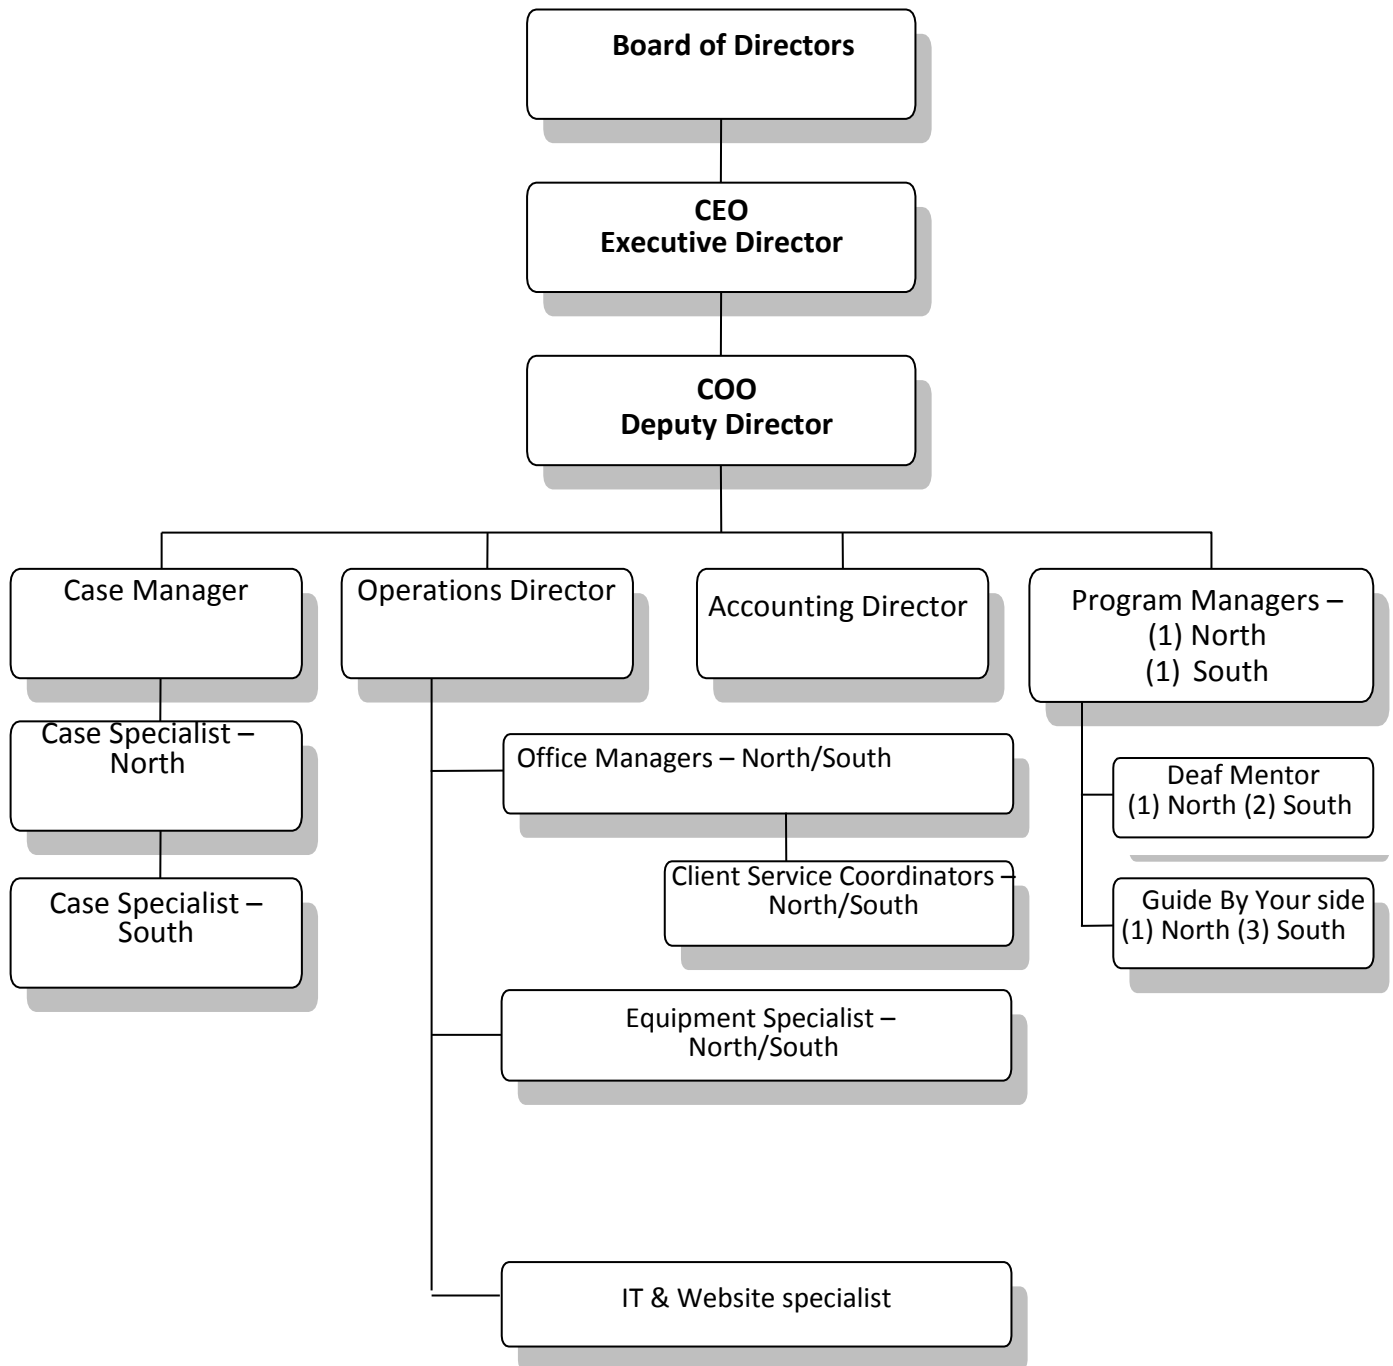 Board of Directors
CEO
Executive Director
COO
Deputy Director
Case Manager
Operations Director
Accounting Director
Program Managers –
(1) North
(1) South
Case Specialist –
North
Case Specialist –
South
Office Managers – North/South
Client Service Coordinators –
North/South
Equipment Specialist –
North/South
IT & Website specialist
Deaf Mentor
(1) North (2) South
Guide By Your side
(1) North (3) South